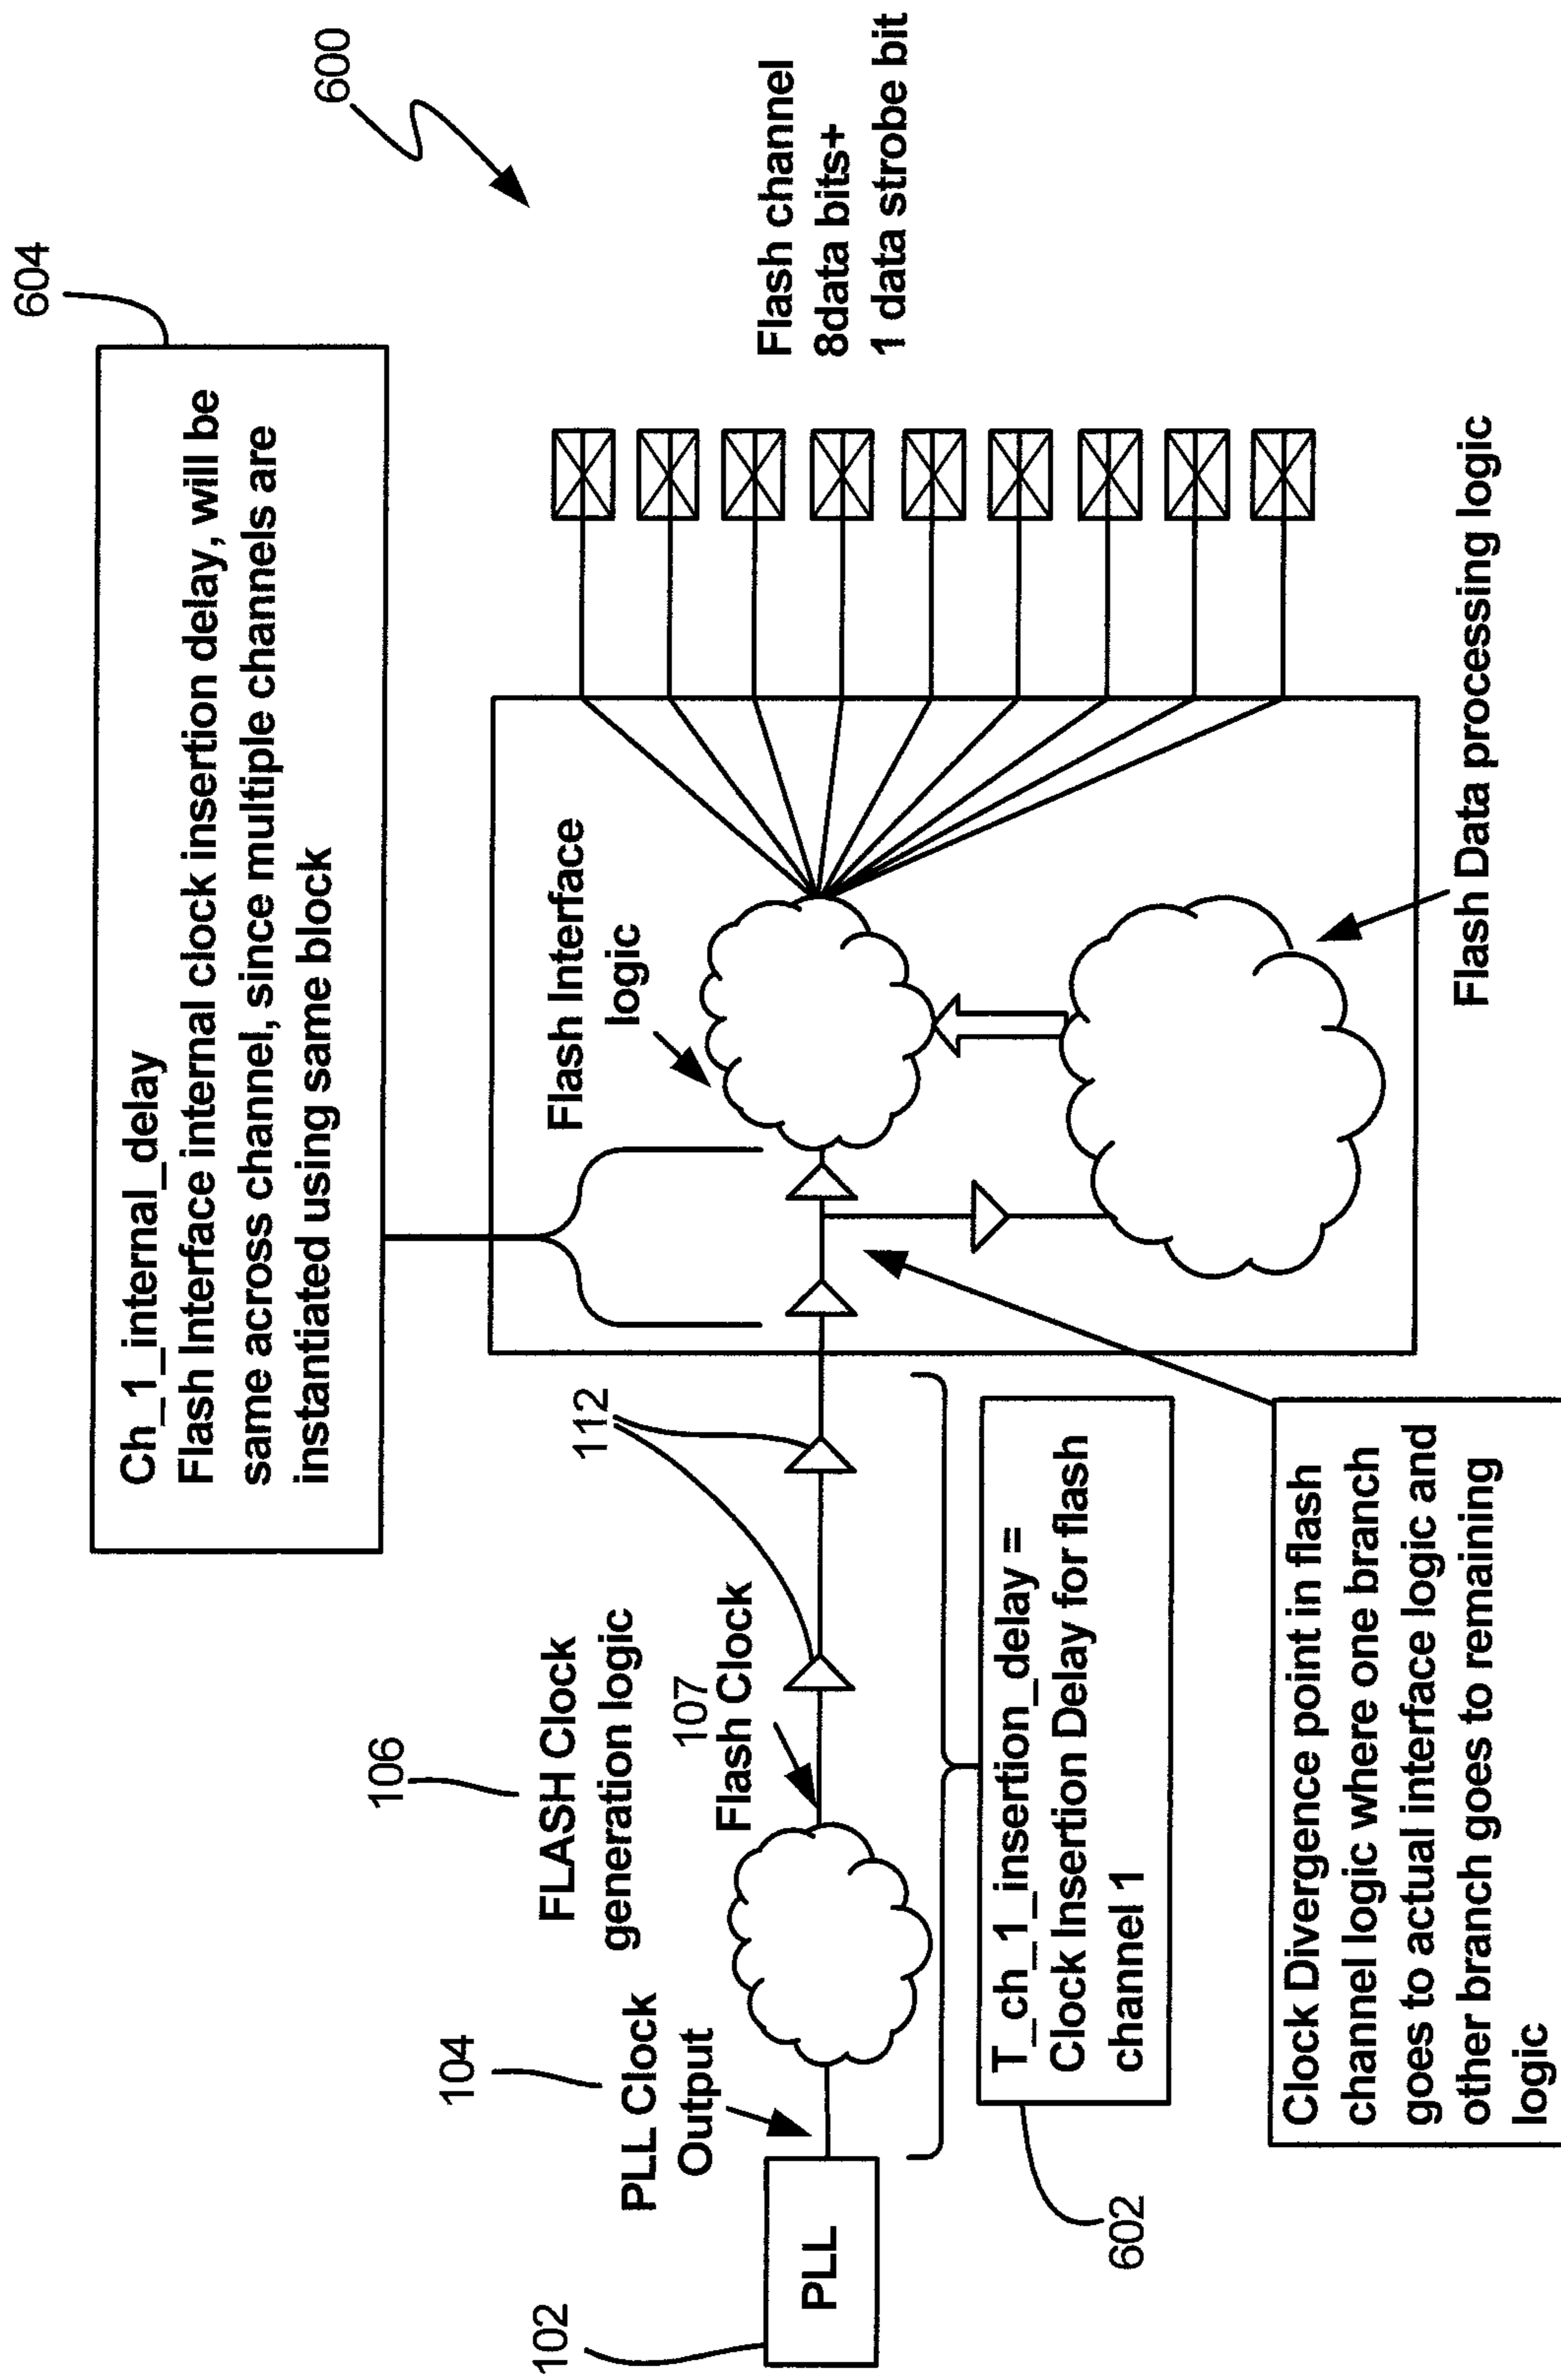 600
604
Ch_1_internal_delay
Flash Interface internal clock insertion delay, will be
same across channel, since multiple channels are
instantiated using same block
Flash channel
8data bits+
1 data strobe bit
106
FLASH Clock
generation logic
107
Flash Clock
112
Flash Interface
logic
104
PLL Clock
Output
102
PLL
602
T_ch_1_insertion_delay =
Clock Insertion Delay for flash
channel 1
Clock Divergence point in flash
channel logic where one branch
goes to actual interface logic and
other branch goes to remaining
logic
Flash Data processing logic